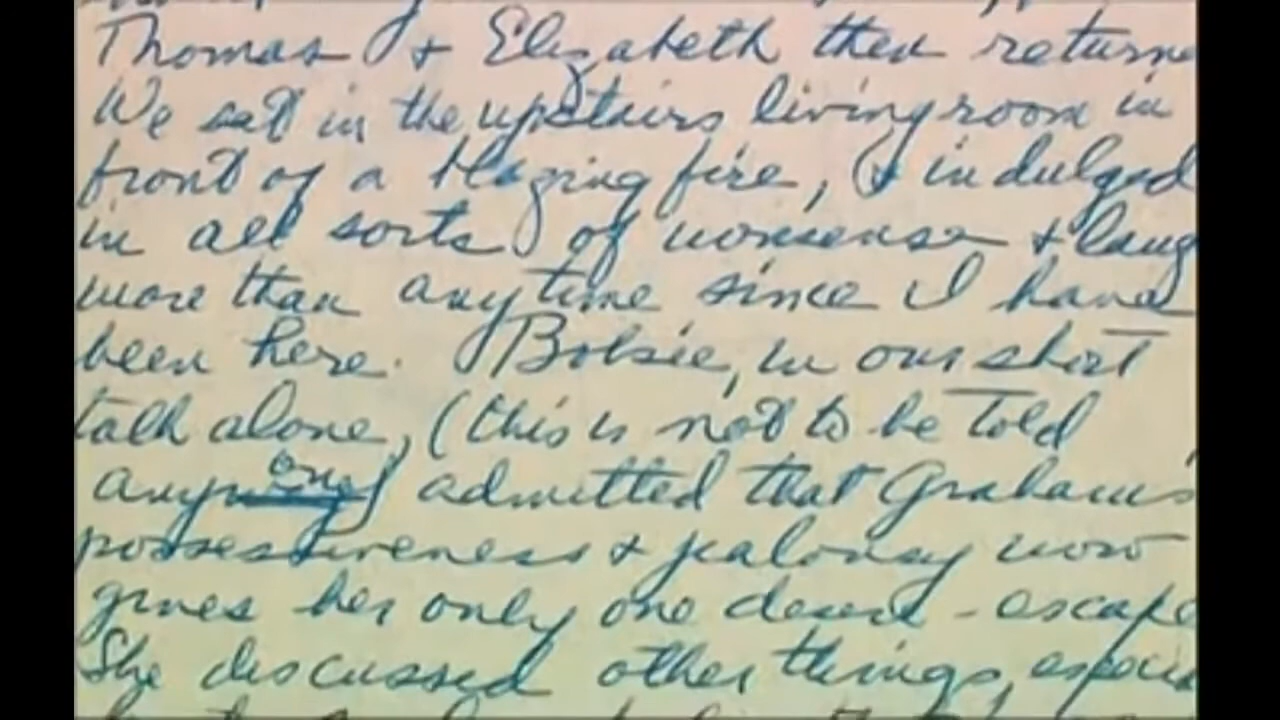 Thomas & Elizabeth then returne
We sat in the upstairs livingroom in
front of a blazing fire, & indulged
in all sorts of nonsense & laug
more than anytime since I have
been here. Bobsie, in our short
talk alone, (this is not to be told
anyone) admitted that Graham's
possessiveness & jealousy now
gives her only one desire - escape
She discussed other things, especia